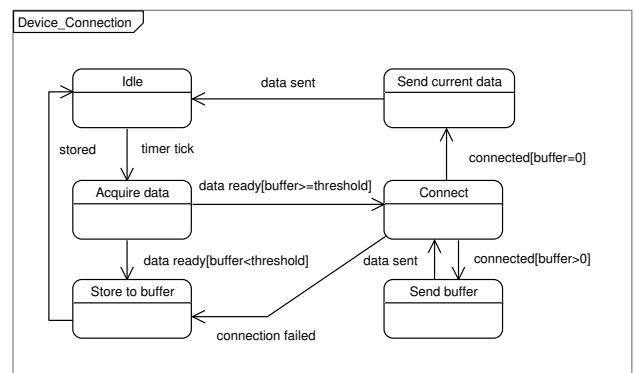 Device_Connection
Idle
data sent
Send current data
stored
timer tick
connected[buffer=0]
Acquire data
data ready[buffer>=threshold]
Connect
data ready[buffer<threshold]
data sent
connected[buffer>0]
Store to buffer
Send buffer
connection failed